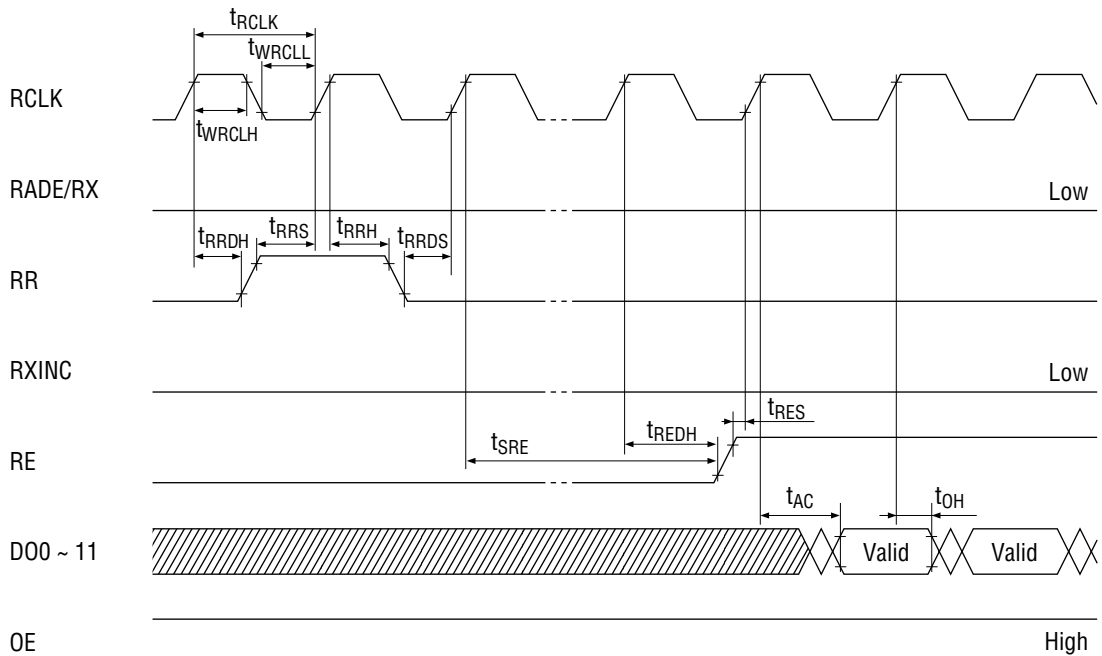 tRCLK
tWRCLL
RCLK
tWRCLH
RADE/RX
Low
tRRDH
tRRS
tRRH
tRRDS
RR
RXINC
Low
tRES
tREDH
tSRE
RE
tAC
tOH
DO0 ~ 11
Valid
Valid
OE
High